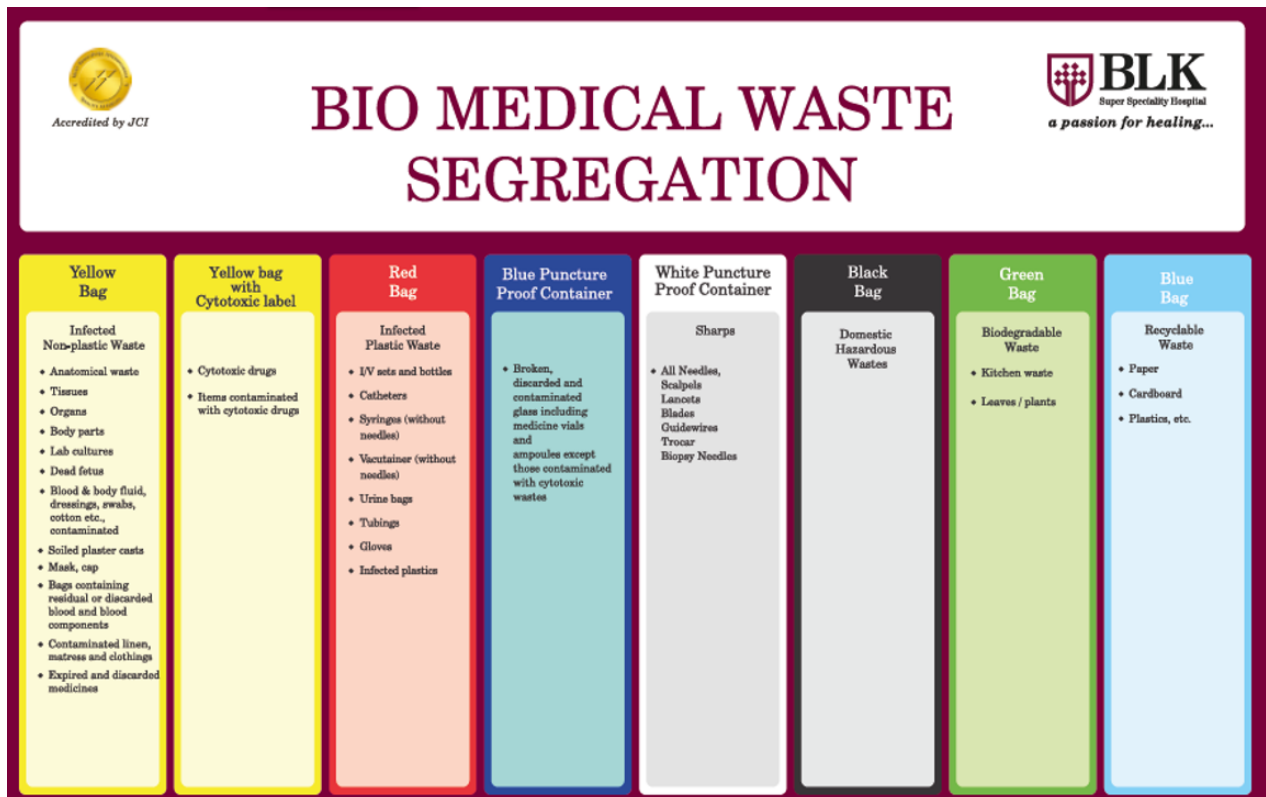 Accredited by JCI
BIO MEDICAL WASTE
SEGREGATION
BLK
Super Speciality Hospital
a passion for healing...
Yellow
Bag
Infected
Non-plastic Waste
Anatomical waste
Tissues
Organs
Body parts
Lab cultures
Dead fetus
Blood & body fluid,
dressings, swabs,
cotton etc.,
contaminated
Soiled plaster casts
Mask, cap
Bags containing
residual or discarded
blood and blood
components
Contaminated linen,
matress and clothings
Expired and discarded
medicines
Yellow bag
with
Cytotoxic label
Cytotoxic drugs
Items contaminated
with cytotoxic drugs
Red
Bag
Infected
Plastic Waste
I/V sets and bottles
Catheters
Syringes (without
needles)
Vacutainer (without
needles)
Urine bags
Tubings
Gloves
Infected plastics
Blue Puncture
Proof Container
Broken,
discarded and
contaminated
glass including
medicine vials
and
ampoules except
those contaminated
with cytotoxic
wastes
White Puncture
Proof Container
Sharps
All Needles,
Scalpels
Lancets
Blades
Guidewires
Trocar
Biopsy Needles
Black
Bag
Domestic
Hazardous
Wastes
Green
Bag
Biodegradable
Waste
Kitchen waste
Leaves / plants
Blue
Bag
Recyclable
Waste
Paper
Cardboard
Plastics, etc.